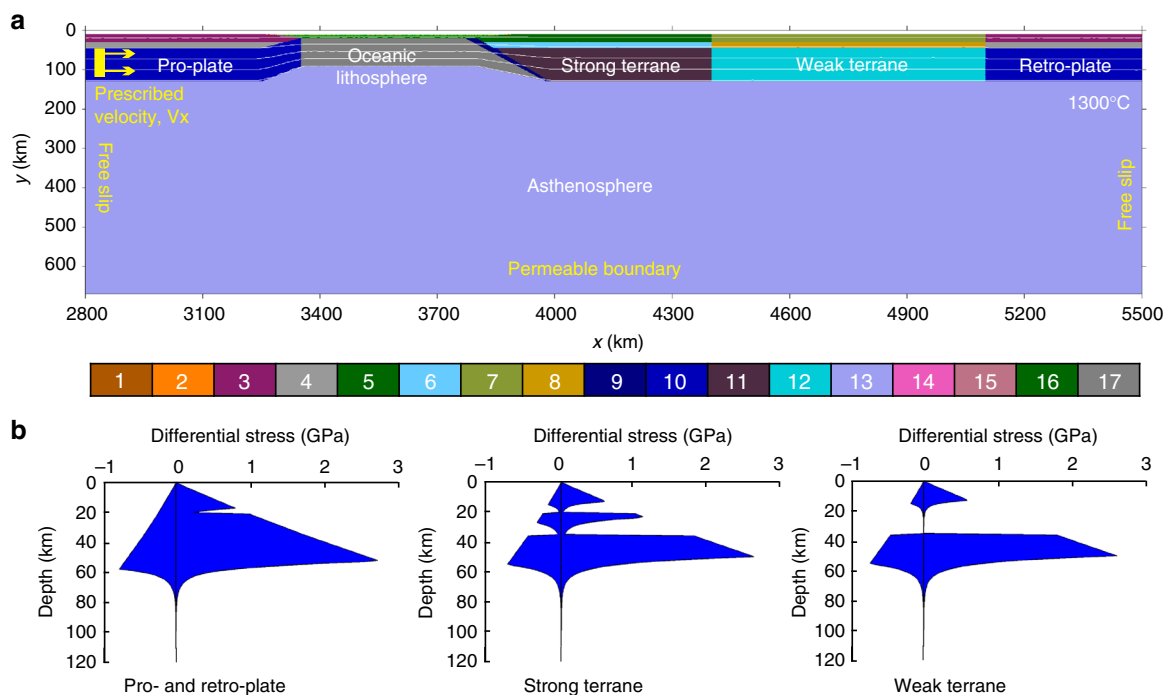 a
0
100
200
300
400
500
600
y (km)
Pro-plate
Oceanic
lithosphere
Strong terrane
Weak terrane
Retro-plate
Prescribed
velocity, Vx
1300°C
Free slip
Asthenosphere
Free slip
Permeable boundary
2800 3100 3400 3700 4000 4300 4600 4900 5200 5500
x (km)
1 2 3 4 5 6 7 8 9 10 11 12 13 14 15 16 17
b
Differential stress (GPa)
–1 0 1 2 3
0
20
40
60
80
100
120
Depth (km)
Pro- and retro-plate
Differential stress (GPa)
–1 0 1 2 3
0
20
40
60
80
100
120
Depth (km)
Strong terrane
Differential stress (GPa)
–1 0 1 2 3
0
20
40
60
80
100
120
Depth (km)
Weak terrane